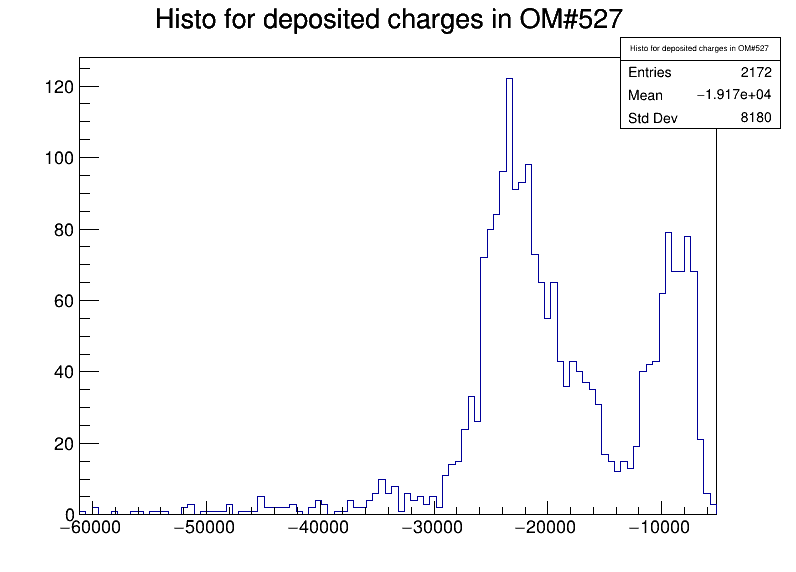 Histo for deposited charges in OM#527
Histo for deposited charges in OM#527
Entries 2172
Mean −1.917e+04
Std Dev 8180
120
100
80
60
40
20
0
−60000 −50000 −40000 −30000 −20000 −10000